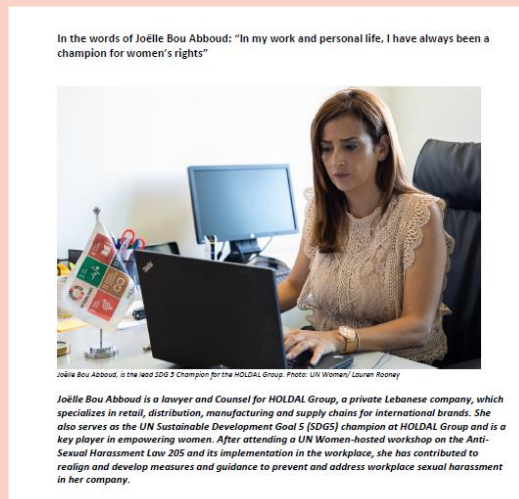 In the words of Joëlle Bou Abboud: “In my work and personal life, I have always been a
champion for women’s rights”
Joëlle Bou Abboud, is the lead SDG 5 Champion for the HOLDAL Group. Photo: UN Women/ Lauren Rooney
Joëlle Bou Abboud is a lawyer and Counsel for HOLDAL Group, a private Lebanese company, which
specializes in retail, distribution, manufacturing and supply chains for international brands. She
also serves as the UN Sustainable Development Goal 5 (SDG5) champion at HOLDAL Group and is a
key player in empowering women. After attending a UN Women-hosted workshop on the Anti-
Sexual Harassment Law 205 and its implementation in the workplace, she has contributed to
realign and develop measures and guidance to prevent and address workplace sexual harassment
in her company.